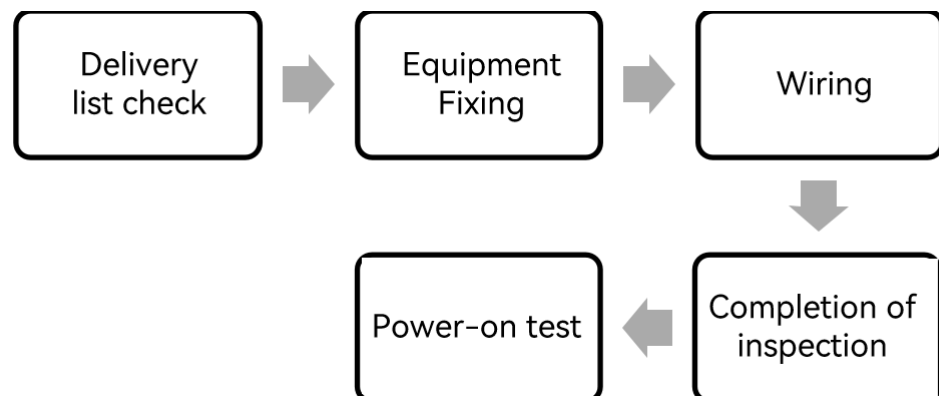 Delivery
list check
Equipment
Fixing
Wiring
Completion of
inspection
Power-on test